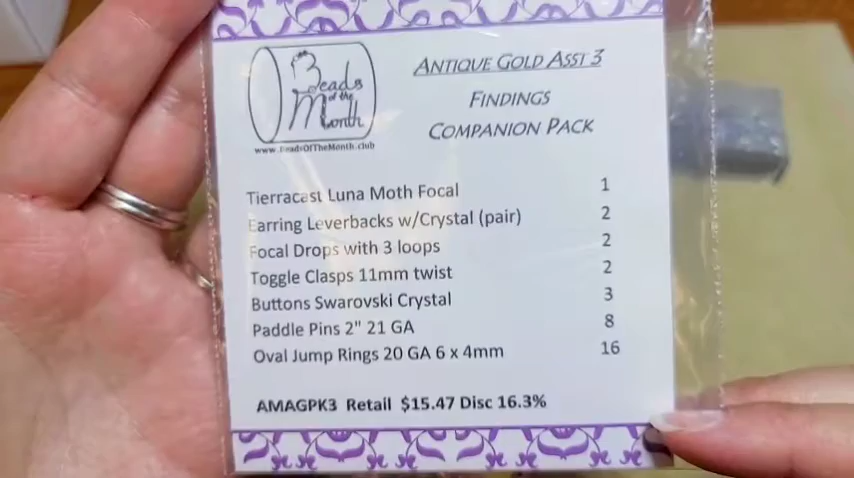 Beads
of the
Month
www.BeadsOfTheMonth.club
ANTIQUE GOLD ASST 3
FINDINGS
COMPANION PACK
Tierracast Luna Moth Focal 1
Earring Leverbacks w/Crystal (pair) 2
Focal Drops with 3 loops 2
Toggle Clasps 11mm twist 2
Buttons Swarovski Crystal 3
Paddle Pins 2" 21 GA 8
Oval Jump Rings 20 GA 6 x 4mm 16
AMAGPK3 Retail $15.47 Disc 16.3%